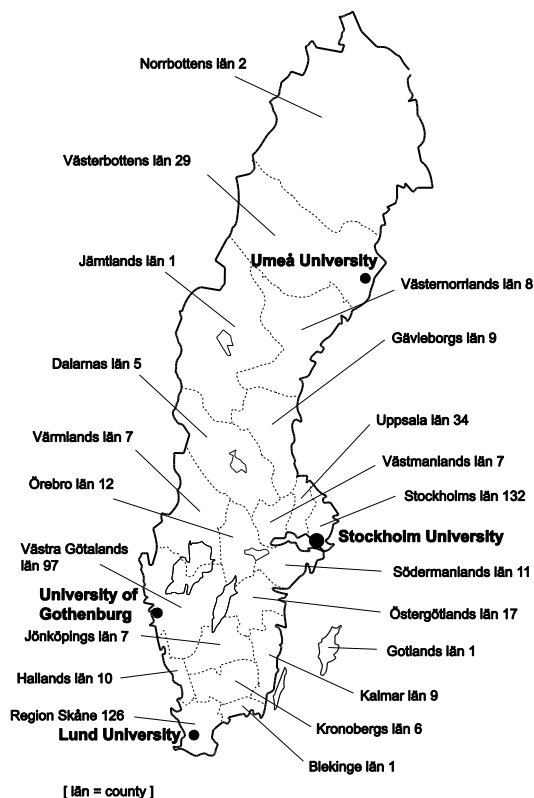 Norrbottens län 2
Västerbottens län 29
Umeå University
Jämtlands län 1
Västernorrlands län 8
Gävleborgs län 9
Dalarnas län 5
Uppsala län 34
Värmlands län 7
Västmanlands län 7
Örebro län 12
Stockholms län 132
Stockholm University
Västra Götalands
län 97
Södermanlands län 11
University of
Gothenburg
Östergötlands län 17
Jönköpings län 7
Gotlands län 1
Hallands län 10
Kalmar län 9
Region Skåne 126
Kronobergs län 6
Lund University
Blekinge län 1
[ län = county ]